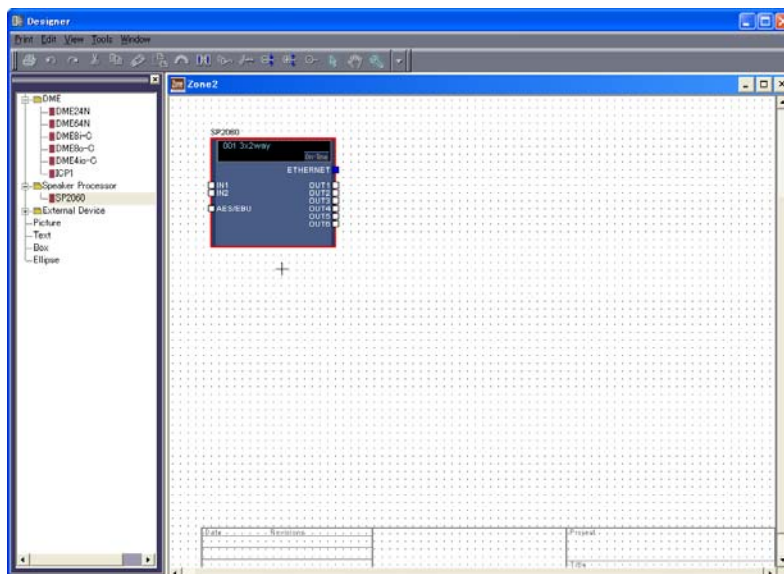 Designer
Print Edit View Tools Window
DME
DME24N
DME64N
DME8i-C
DME8o-C
DME4io-C
ICP1
Speaker Processor
SP2060
External Device
Picture
Text
Box
Ellipse
Zone2
SP2060
001 3x2way
On-line
ETHERNET
IN1 OUT1
IN2 OUT2
OUT3
AES/EBU OUT4
OUT5
OUT6
Date Revisions Project
Title